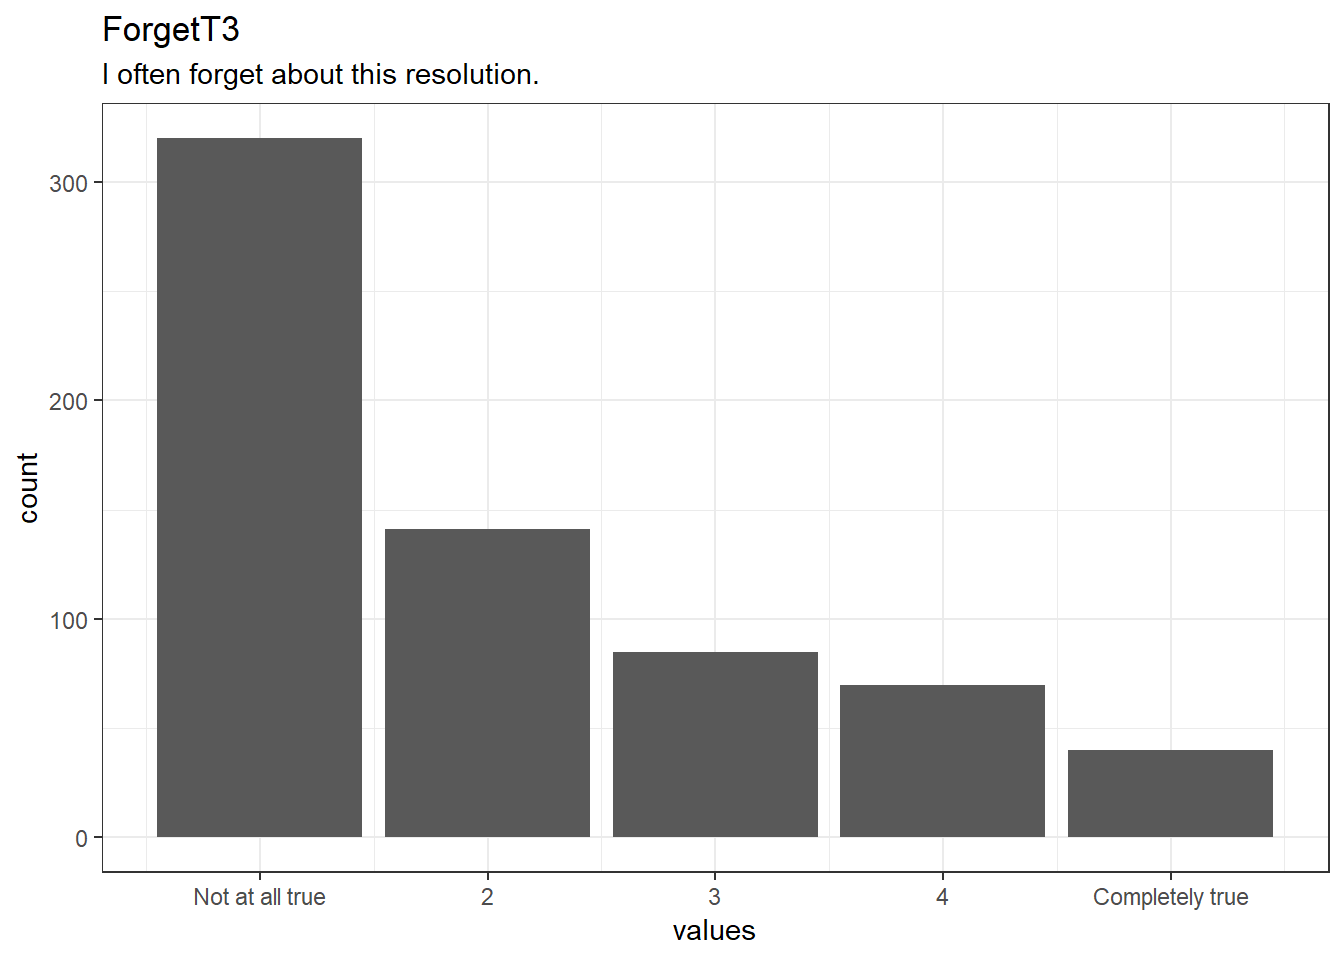 ForgetT3
I often forget about this resolution.
300
200
100
0
count
Not at all true 2 3 4 Completely true
values